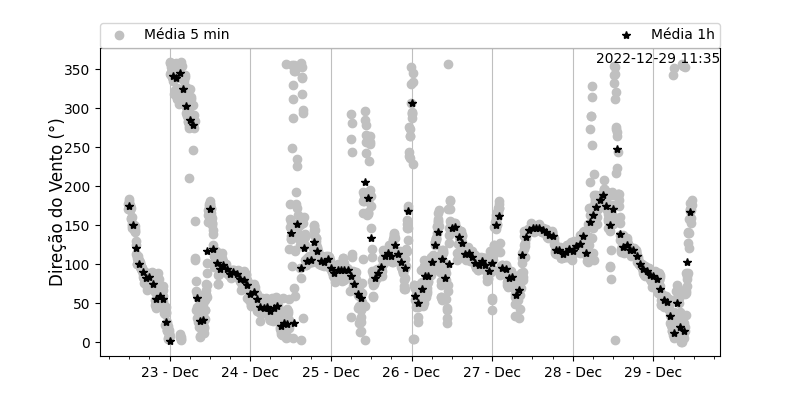 Média 5 min
Média 1h
2022-12-29 11:35
Direção do Vento (°)
350
300
250
200
150
100
50
0
23 - Dec
24 - Dec
25 - Dec
26 - Dec
27 - Dec
28 - Dec
29 - Dec